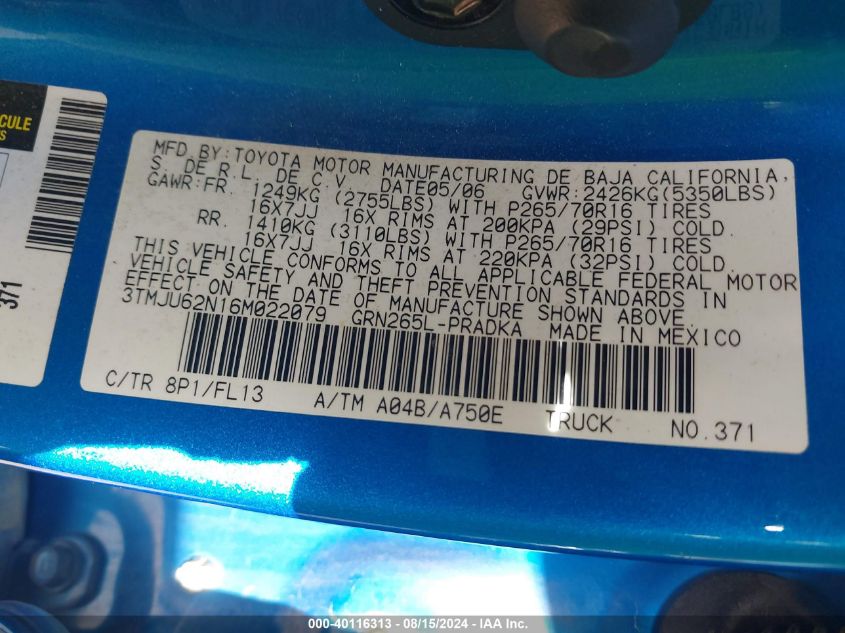 CULE
S
371
MFD. BY: TOYOTA MOTOR MANUFACTURING DE BAJA CALIFORNIA,
S. DE R.L. DE C.V. DATE05/06 GVWR:2426KG(5350LBS)
GAWR:FR. 1249KG (2755LBS) WITH P265/70R16 TIRES
16X7JJ 16X RIMS AT 200KPA (29PSI) COLD.
RR. 1410KG (3110LBS) WITH P265/70R16 TIRES
16X7JJ 16X RIMS AT 220KPA (32PSI) COLD.
THIS VEHICLE CONFORMS TO ALL APPLICABLE FEDERAL MOTOR
VEHICLE SAFETY AND THEFT PREVENTION STANDARDS IN
EFFECT ON THE DATE OF MANUFACTURE SHOWN ABOVE.
3TMJU62N16M022079 GRN265L-PRADKA MADE IN MEXICO
C/TR 8P1/FL13 A/TM A04B/A750E TRUCK NO.371
000-40116313 - 08/15/2024 - IAA Inc.